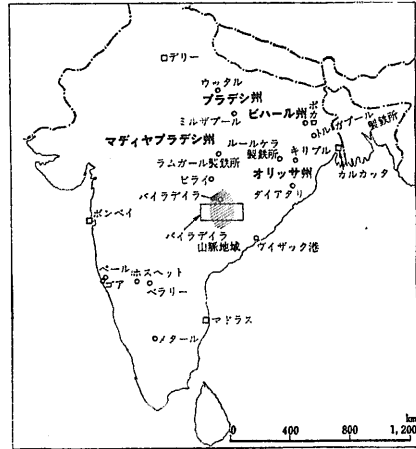 デリー
ウッタル
プラデシ州
ミルザプール
ビハール州
ボカロ
ドルガプール
製鉄所
マディヤプラデシ州
ルールケラ
製鉄所
キリブル
ラムガール製鉄所
オリッサ州
カルカッタ
ビライ
ダイアタリ
バイラデイラ
ボンベイ
バイラデイラ
山脈地域
ヴィザック港
ベール
ホスペット
ゴア
ベラリー
マドラス
メタール
km
0 400 800 1,200